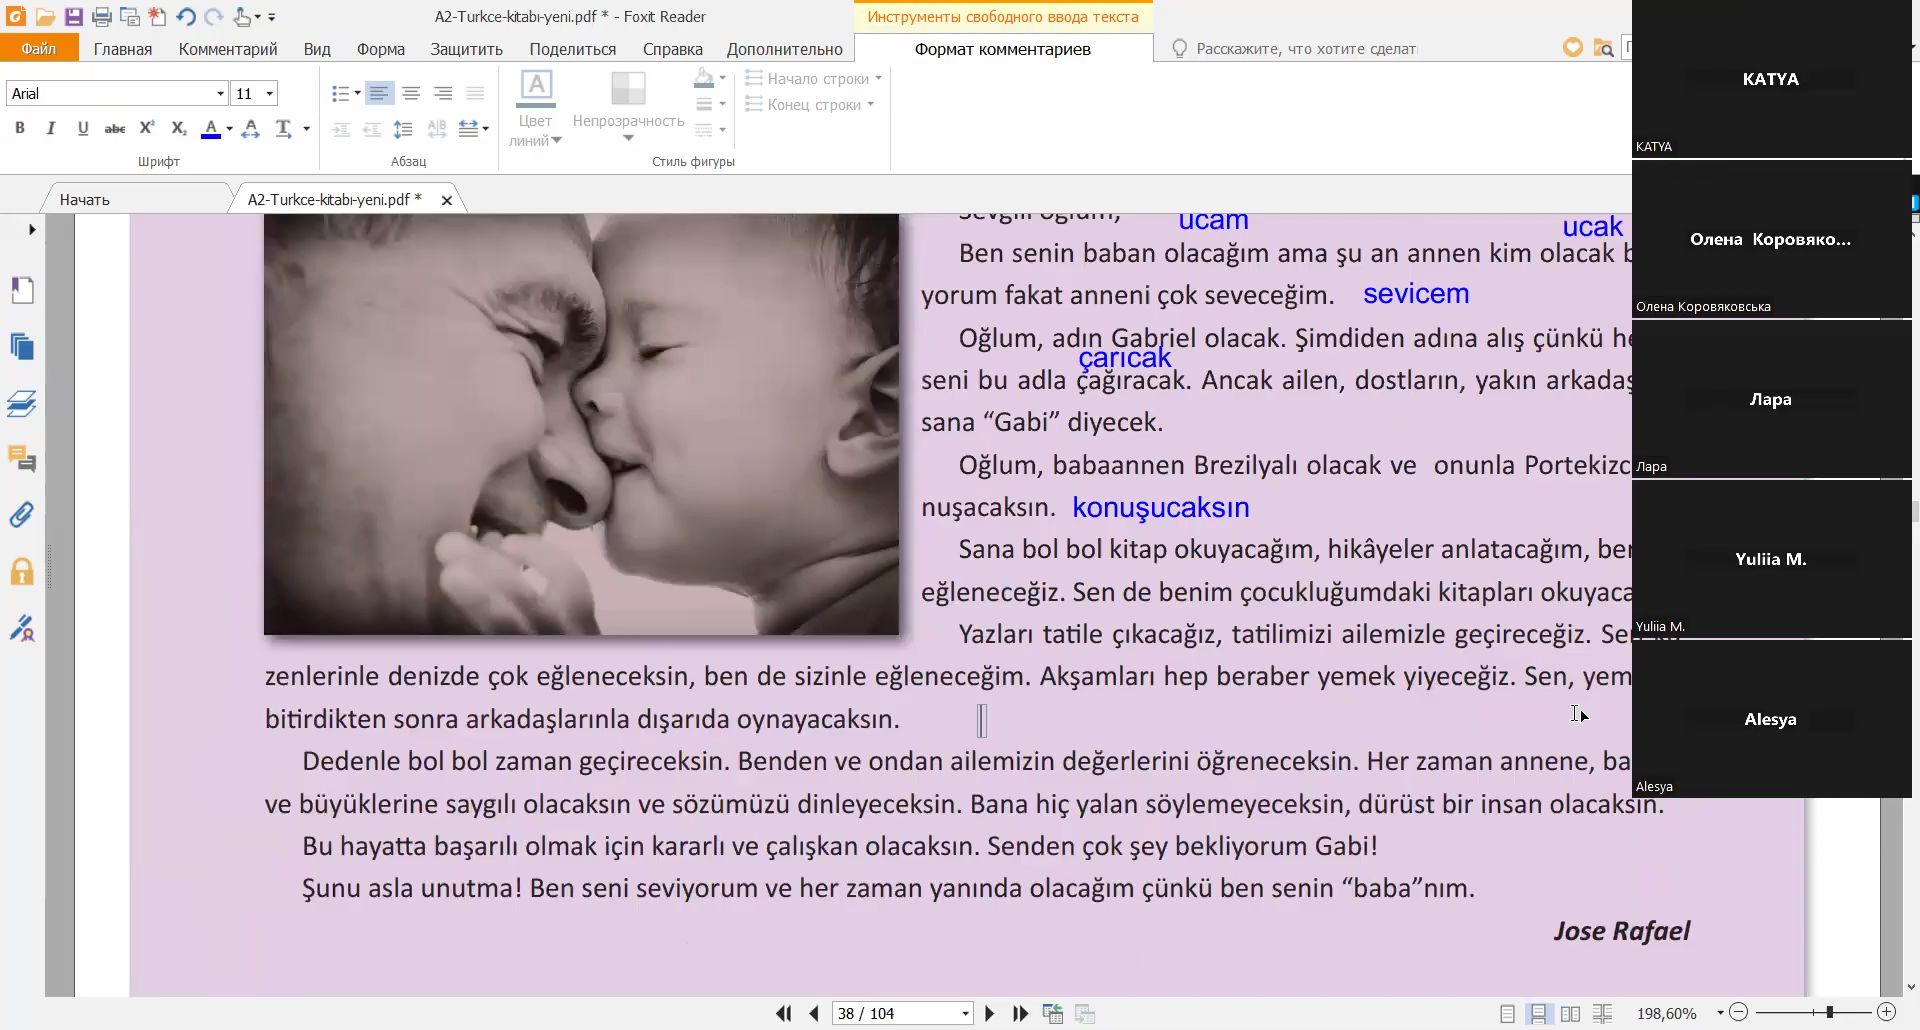 A2-Turkce-kitabı-yeni.pdf * - Foxit Reader
Инструменты свободного ввода текста
Файл Главная Комментарий Вид Форма Защитить Поделиться Справка Дополнительно Формат комментариев Расскажите, что хотите сделат
Arial 11
Начало строки
Конец строки
Цвет линий
Непрозрачность
Шрифт Абзац Стиль фигуры
Начать A2-Turkce-kitabı-yeni.pdf *
Sevgili oğlum,
ucam ucak
Ben senin baban olacağım ama şu an annen kim olacak
yorum fakat anneni çok seveceğim. sevicem
Oğlum, adın Gabriel olacak. Şimdiden adına alış çünkü
çarıcak
seni bu adla çağıracak. Ancak ailen, dostların, yakın
sana “Gabi” diyecek.
Oğlum, babaannen Brezilyalı olacak ve onunla
nuşacaksın. konuşucaksın
Sana bol bol kitap okuyacağım, hikâyeler anlatacağım,
eğleneceğiz. Sen de benim çocukluğumdaki kitapları
Yazları tatile çıkacağız, tatilimizi ailemizle geçireceğiz.
zenlerinle denizde çok eğleneceksin, ben de sizinle eğleneceğim. Akşamları hep beraber yemek yiyeceğiz. Sen,
bitirdikten sonra arkadaşlarınla dışarıda oynayacaksın.
Dedenle bol bol zaman geçireceksin. Benden ve ondan ailemizin değerlerini öğreneceksin. Her zaman annene,
ve büyüklerine saygılı olacaksın ve sözümüzü dinleyeceksin. Bana hiç yalan söylemeyeceksin, dürüst bir insan olacaksın.
Bu hayatta başarılı olmak için kararlı ve çalışkan olacaksın. Senden çok şey bekliyorum Gabi!
Şunu asla unutma! Ben seni seviyorum ve her zaman yanında olacağım çünkü ben senin “baba”nım.
Jose Rafael
38 / 104
198,60%
KATYA
KATYA
Олена Коровяко...
Олена Коровяковська
Лара
Лара
Yuliia M.
Yuliia M.
Alesya
Alesya